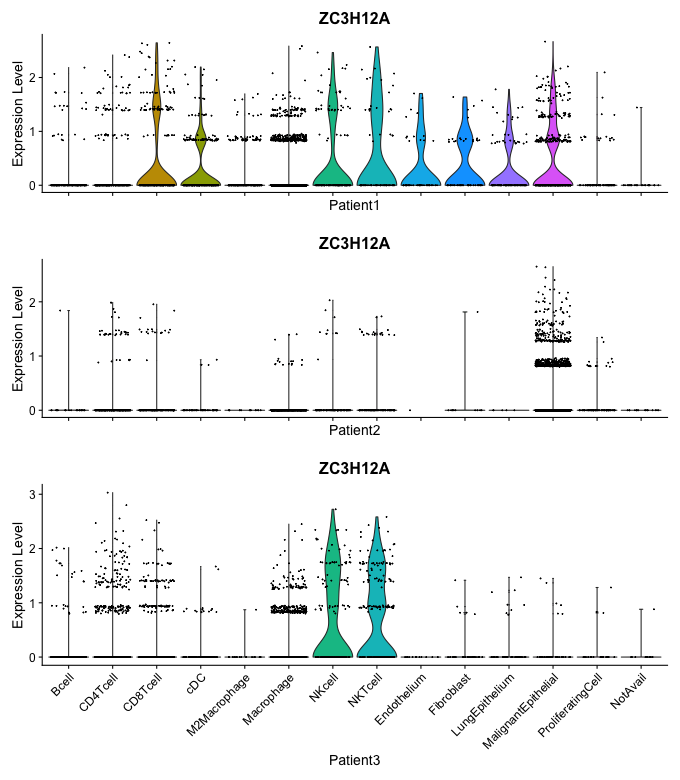 ZC3H12A
Expression Level
2
1
0
Patient1
ZC3H12A
Expression Level
2
1
0
Patient2
ZC3H12A
Expression Level
3
2
1
0
Bcell
CD4Tcell
CD8Tcell
cDC
M2Macrophage
Macrophage
NKcell
NKTcell
Endothelium
Fibroblast
LungEpithelium
MalignantEpithelial
ProliferatingCell
NotAvail
Patient3